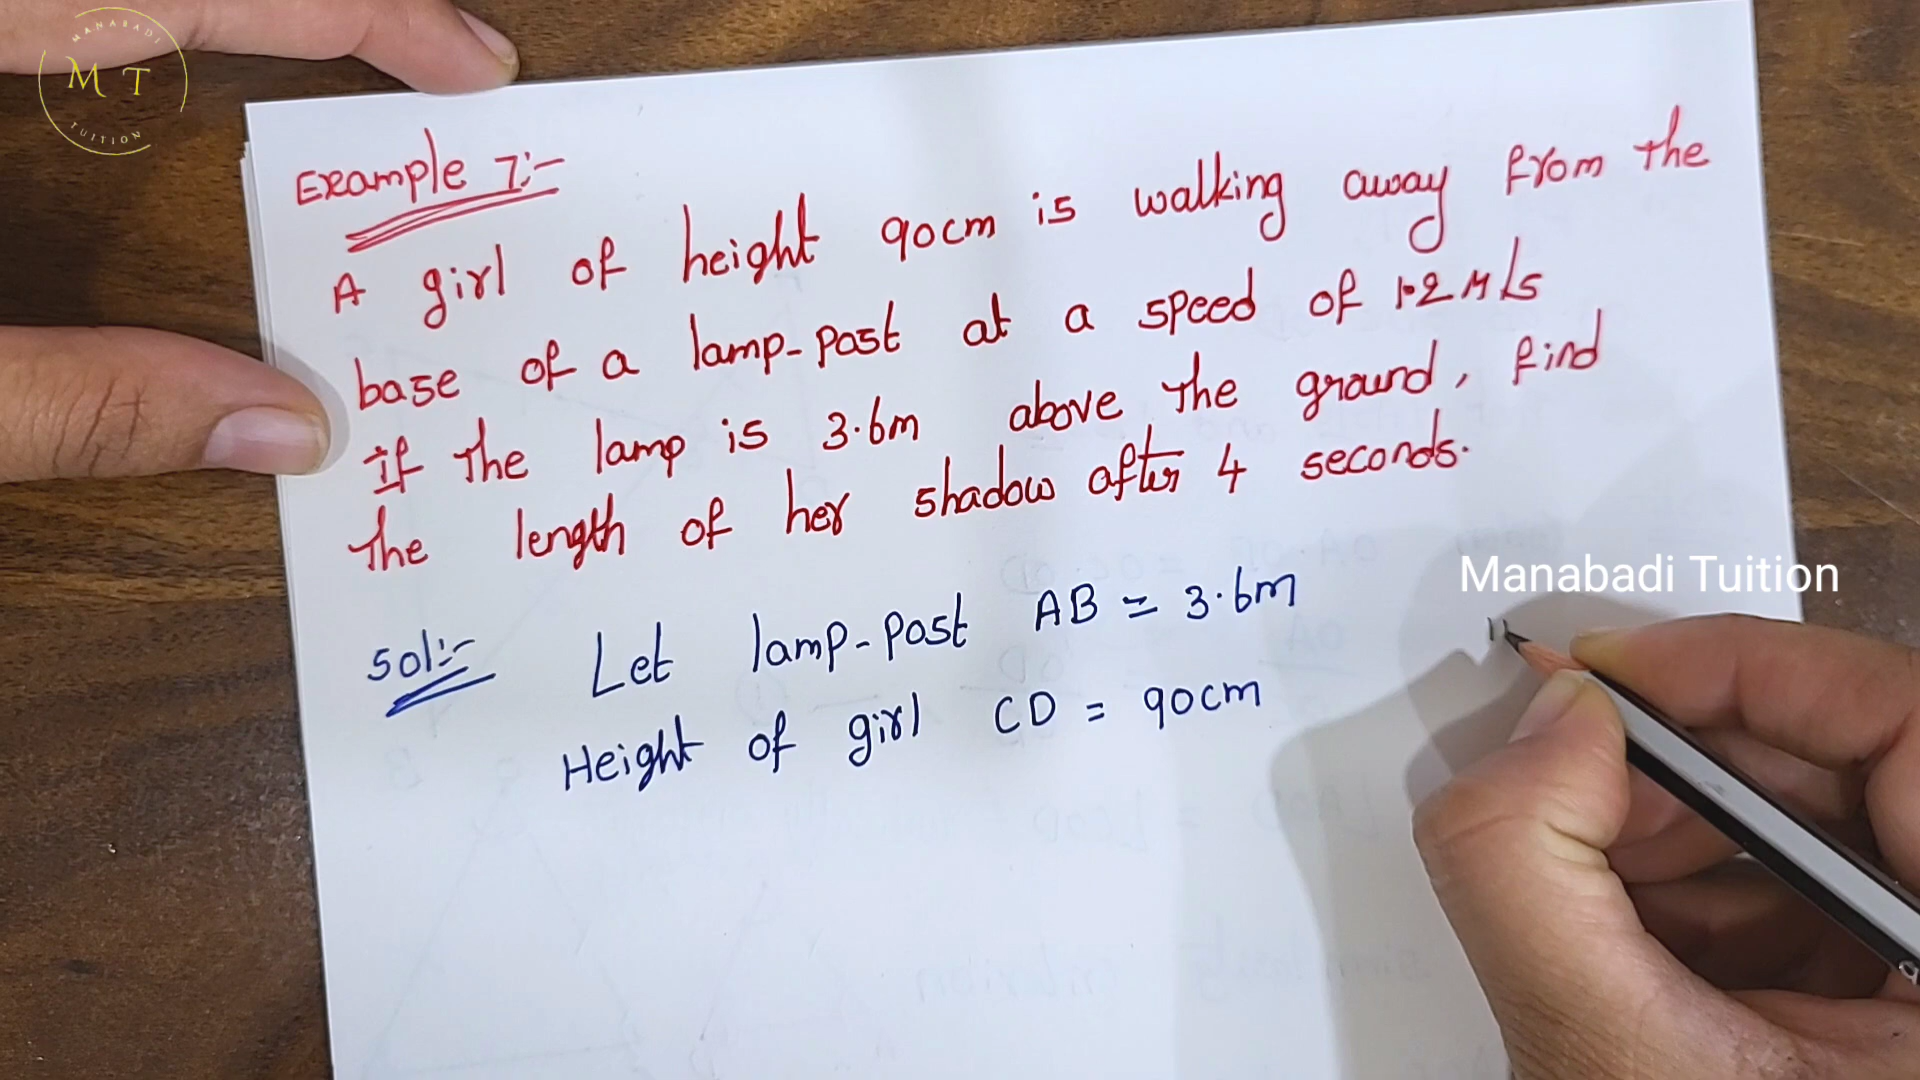 MANABADI
M T
TUITION
Example 7:-
A girl of height 90cm is walking away from the
base of a lamp-post at a speed of 1.2 M/s
if the lamp is 3.6m above the ground, find
the length of her shadow after 4 seconds.
Manabadi Tuition
Sol:- Let lamp-post AB = 3.6m
Height of girl CD = 90cm